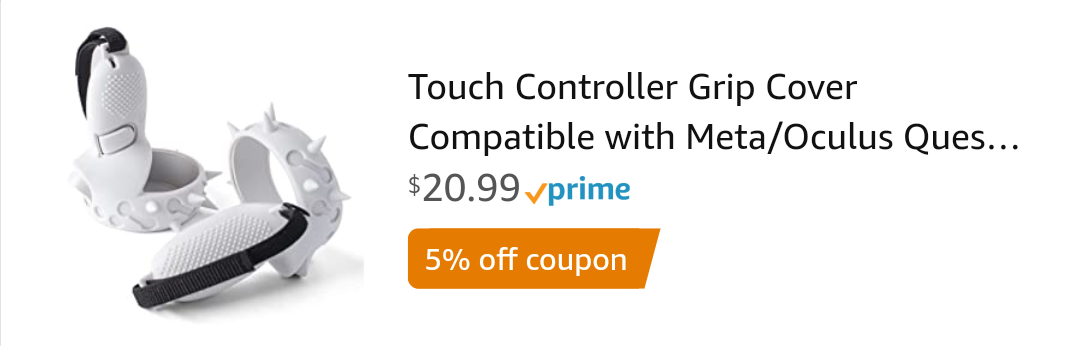 Touch Controller Grip Cover
Compatible with Meta/Oculus Ques...
$20.99 prime
5% off coupon